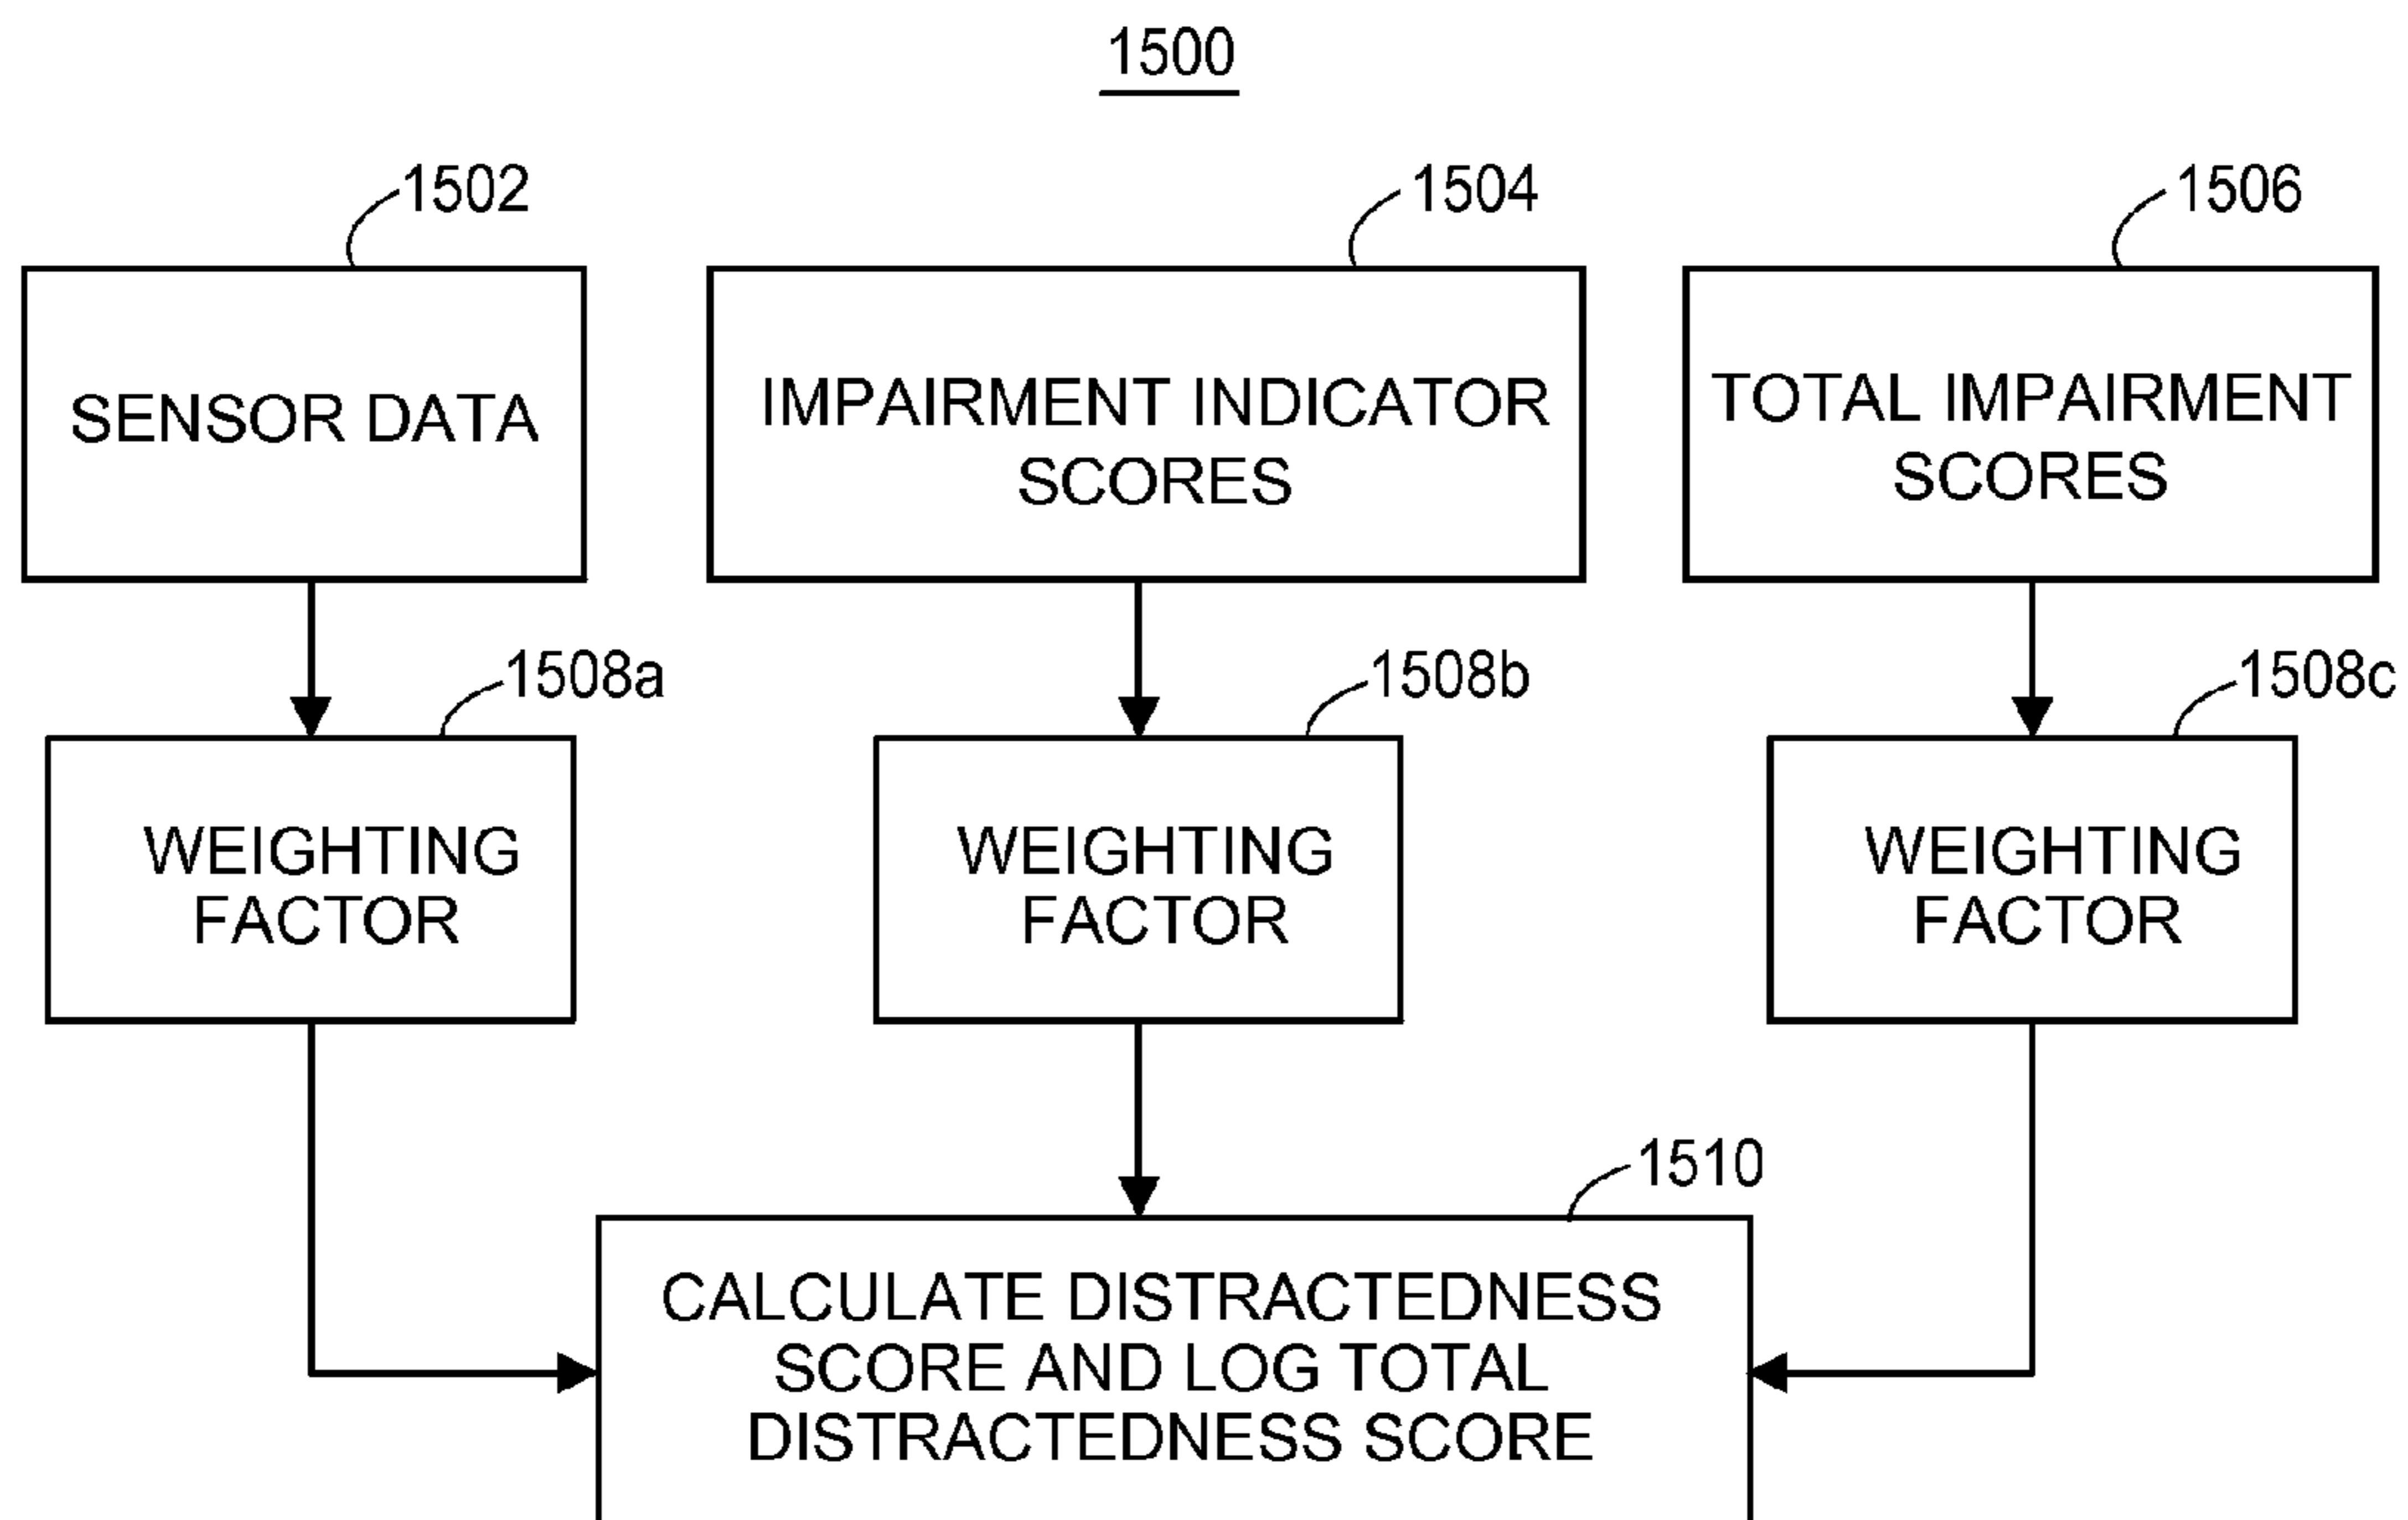 1500
1502
1504
1506
SENSOR DATA
IMPAIRMENT INDICATOR
SCORES
TOTAL IMPAIRMENT
SCORES
1508a
1508b
1508c
WEIGHTING
FACTOR
WEIGHTING
FACTOR
WEIGHTING
FACTOR
1510
CALCULATE DISTRACTEDNESS
SCORE AND LOG TOTAL
DISTRACTEDNESS SCORE